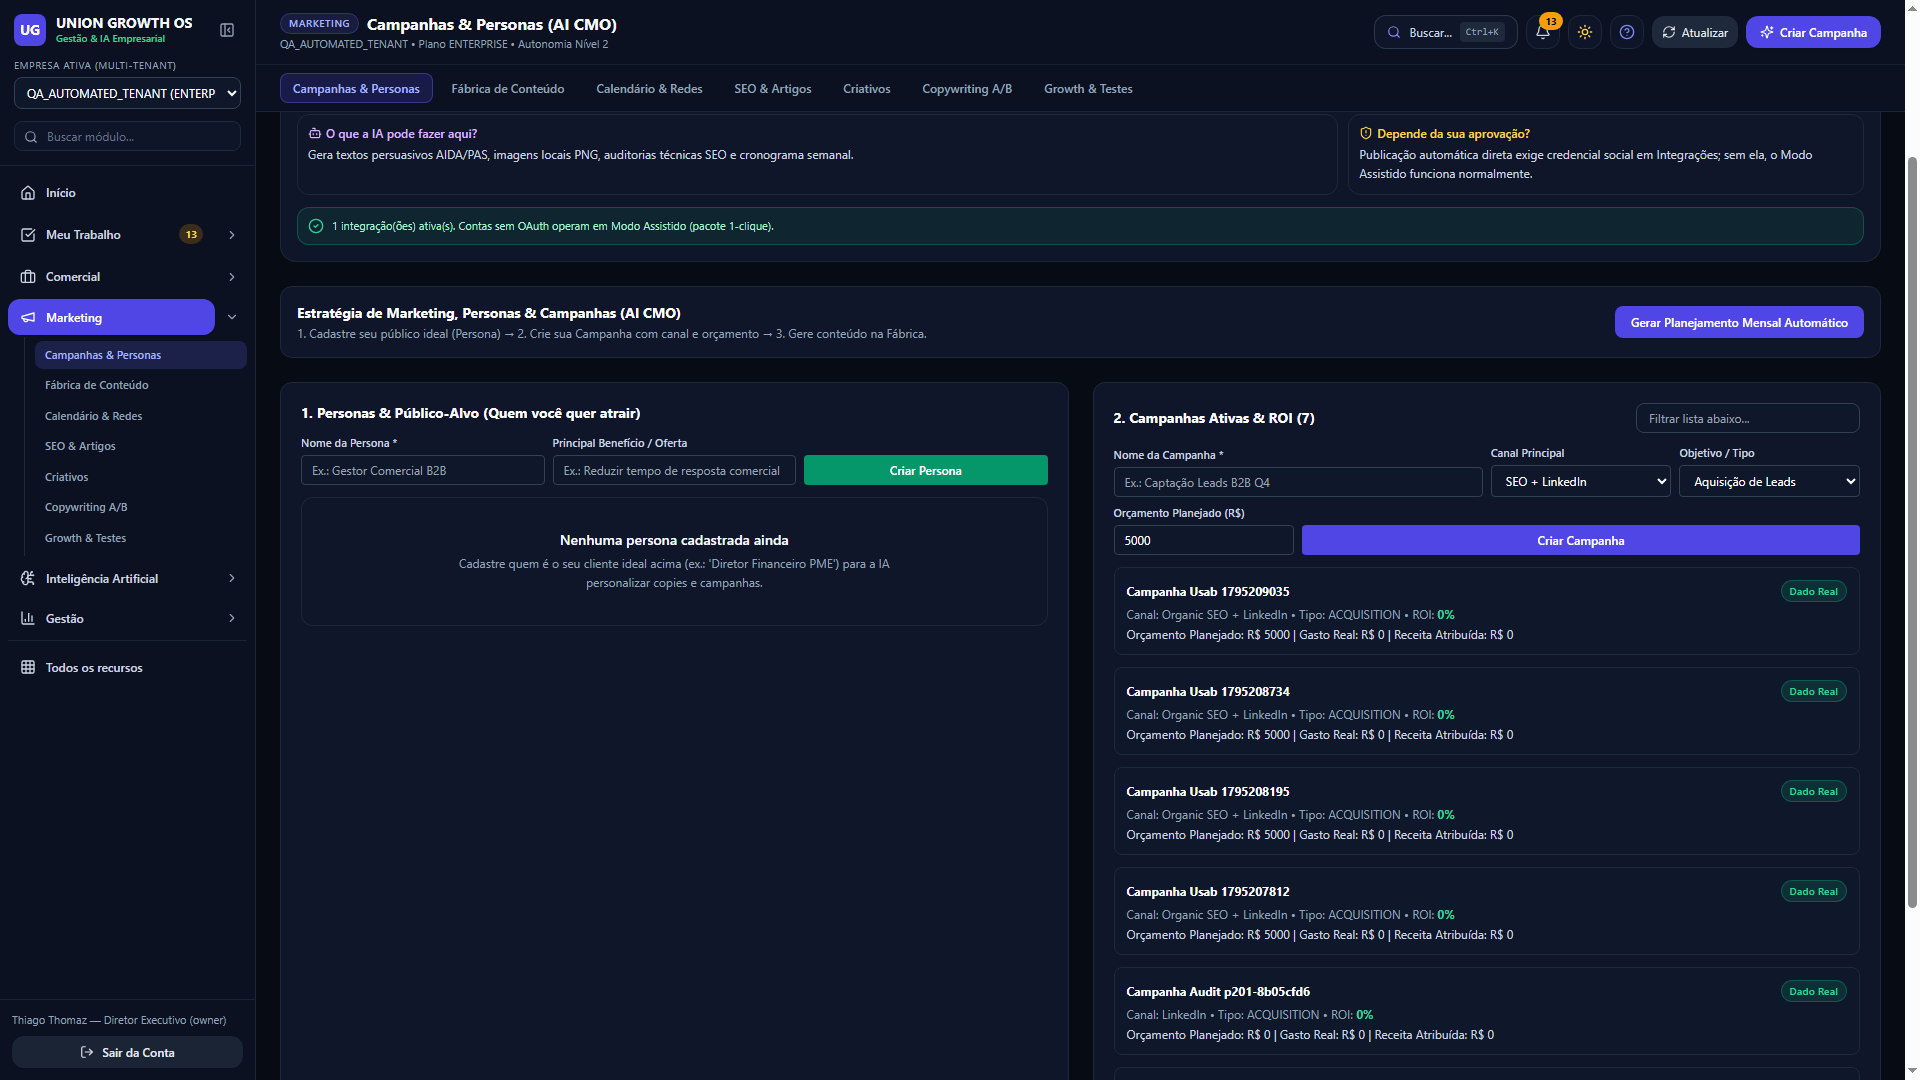 UG
UNION GROWTH OS
Gestão & IA Empresarial
EMPRESA ATIVA (MULTI-TENANT)
QA_AUTOMATED_TENANT (ENTERP
Buscar módulo...
Início
Meu Trabalho
13
Comercial
Marketing
Campanhas & Personas
Fábrica de Conteúdo
Calendário & Redes
SEO & Artigos
Criativos
Copywriting A/B
Growth & Testes
Inteligência Artificial
Gestão
Todos os recursos
Thiago Thomaz — Diretor Executivo (owner)
Sair da Conta
MARKETING
Campanhas & Personas (AI CMO)
QA_AUTOMATED_TENANT • Plano ENTERPRISE • Autonomia Nível 2
Buscar...
Ctrl+K
13
Atualizar
Criar Campanha
Campanhas & Personas
Fábrica de Conteúdo
Calendário & Redes
SEO & Artigos
Criativos
Copywriting A/B
Growth & Testes
O que a IA pode fazer aqui?
Gera textos persuasivos AIDA/PAS, imagens locais PNG, auditorias técnicas SEO e cronograma semanal.
Depende da sua aprovação?
Publicação automática direta exige credencial social em Integrações; sem ela, o Modo
Assistido funciona normalmente.
1 integração(ões) ativa(s). Contas sem OAuth operam em Modo Assistido (pacote 1-clique).
Estratégia de Marketing, Personas & Campanhas (AI CMO)
1. Cadastre seu público ideal (Persona) → 2. Crie sua Campanha com canal e orçamento → 3. Gere conteúdo na Fábrica.
Gerar Planejamento Mensal Automático
1. Personas & Público-Alvo (Quem você quer atrair)
Nome da Persona *
Principal Benefício / Oferta
Ex.: Gestor Comercial B2B
Ex.: Reduzir tempo de resposta comercial
Criar Persona
Nenhuma persona cadastrada ainda
Cadastre quem é o seu cliente ideal acima (ex.: 'Diretor Financeiro PME') para a IA
personalizar copies e campanhas.
2. Campanhas Ativas & ROI (7)
Filtrar lista abaixo...
Nome da Campanha *
Canal Principal
Objetivo / Tipo
Ex.: Captação Leads B2B Q4
SEO + LinkedIn
Aquisição de Leads
Orçamento Planejado (R$)
5000
Criar Campanha
Campanha Usab 1795209035
Dado Real
Canal: Organic SEO + LinkedIn • Tipo: ACQUISITION • ROI: 0%
Orçamento Planejado: R$ 5000 | Gasto Real: R$ 0 | Receita Atribuída: R$ 0
Campanha Usab 1795208734
Dado Real
Canal: Organic SEO + LinkedIn • Tipo: ACQUISITION • ROI: 0%
Orçamento Planejado: R$ 5000 | Gasto Real: R$ 0 | Receita Atribuída: R$ 0
Campanha Usab 1795208195
Dado Real
Canal: Organic SEO + LinkedIn • Tipo: ACQUISITION • ROI: 0%
Orçamento Planejado: R$ 5000 | Gasto Real: R$ 0 | Receita Atribuída: R$ 0
Campanha Usab 1795207812
Dado Real
Canal: Organic SEO + LinkedIn • Tipo: ACQUISITION • ROI: 0%
Orçamento Planejado: R$ 5000 | Gasto Real: R$ 0 | Receita Atribuída: R$ 0
Campanha Audit p201-8b05cfd6
Dado Real
Canal: LinkedIn • Tipo: ACQUISITION • ROI: 0%
Orçamento Planejado: R$ 0 | Gasto Real: R$ 0 | Receita Atribuída: R$ 0